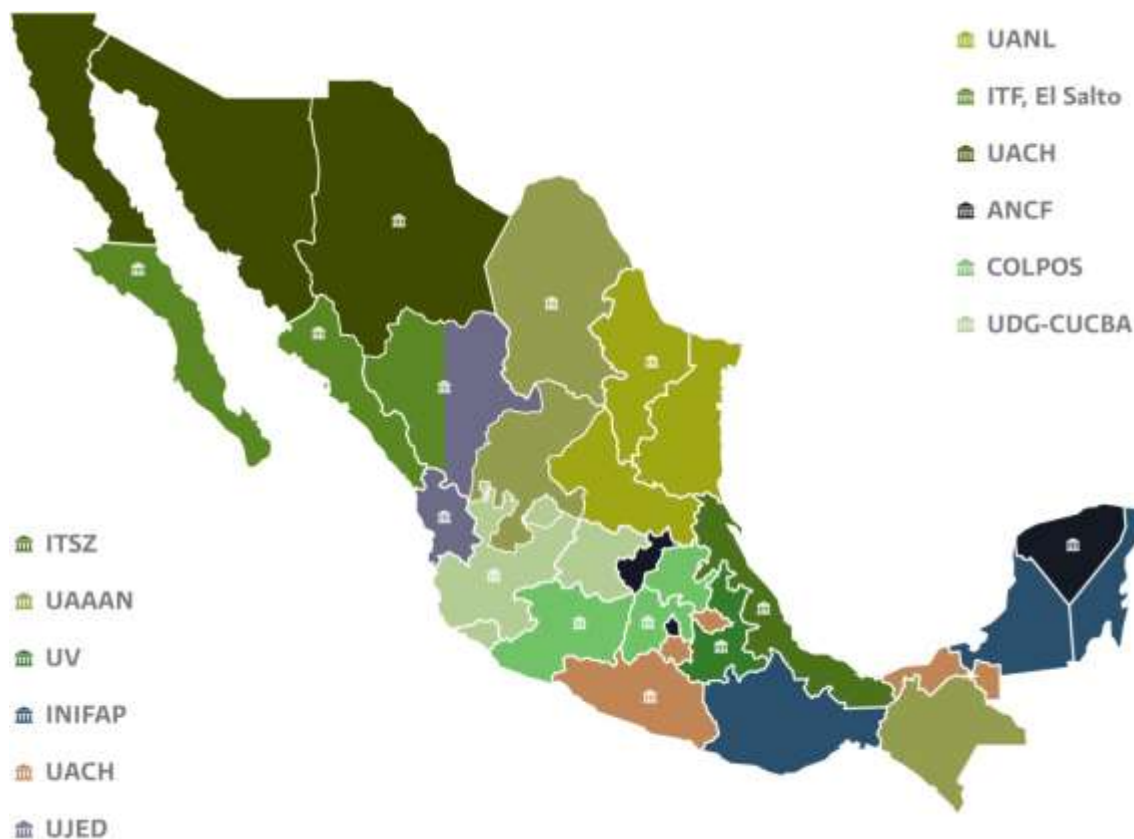 UANL
ITF, El Salto
UACH
ANCF
COLPOS
UDG-CUCBA
ITSZ
UAAAN
UV
INIFAP
UACH
UJED